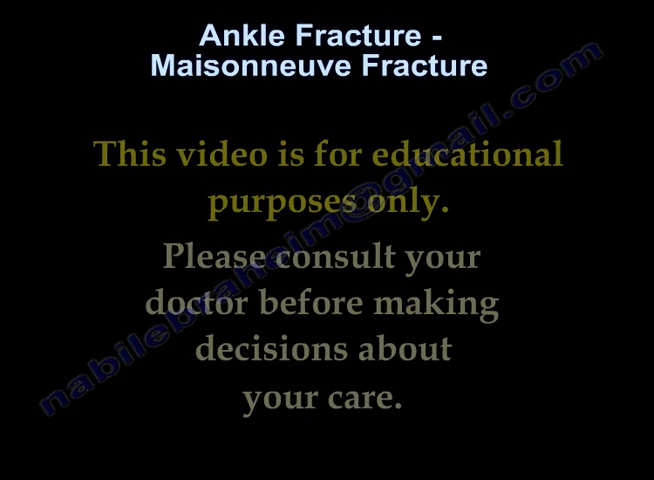 Ankle Fracture -
Maisonneuve Fracture
This video is for educational
purposes only.
Please consult your
doctor before making
decisions about
your care.
nabilebraheim@gmail.com